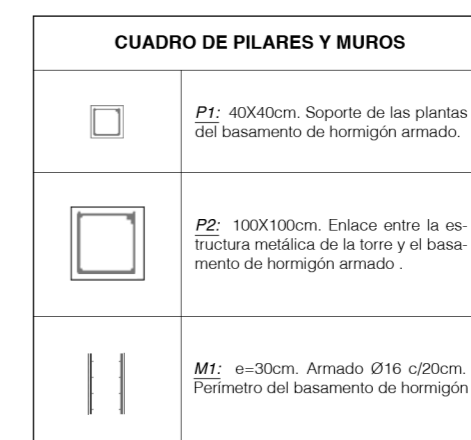 CUADRO DE PILARES Y MUROS
P1: 40X40cm. Soporte de las plantas
del basamento de hormigón armado.
P2: 100X100cm. Enlace entre la es-
tructura metálica de la torre y el basa-
mento de hormigón armado .
M1: e=30cm. Armado Ø16 c/20cm.
Perímetro del basamento de hormigón